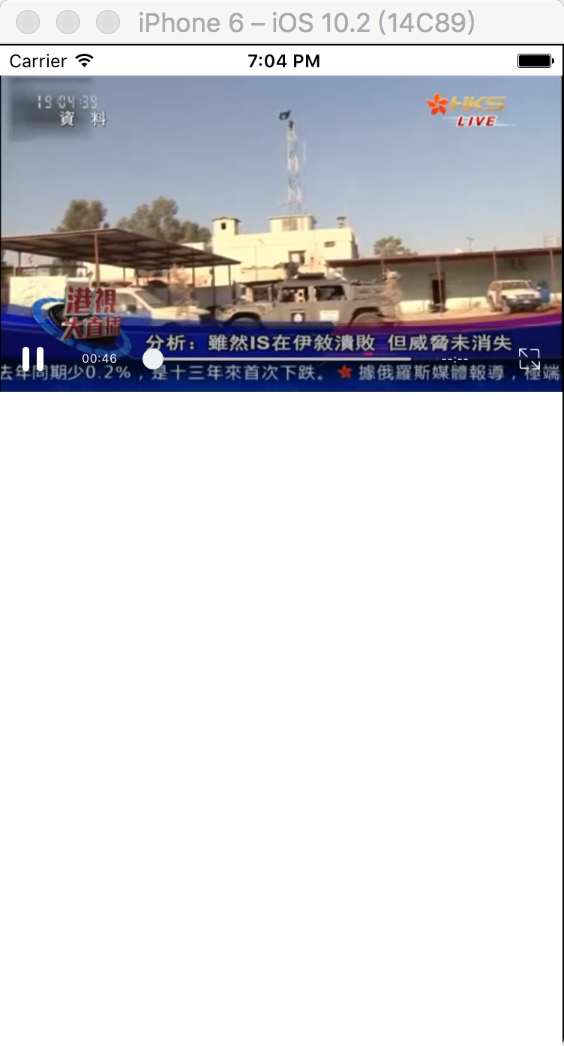 iPhone 6 – iOS 10.2 (14C89)
Carrier
7:04 PM
19:04:39
資 料
HKS
LIVE
港視
大直播
分析：雖然IS在伊敘潰敗 但威脅未消失
00:46
--:--
去年同期少0.2%，是十三年來首次下跌。 據俄羅斯媒體報導，極端